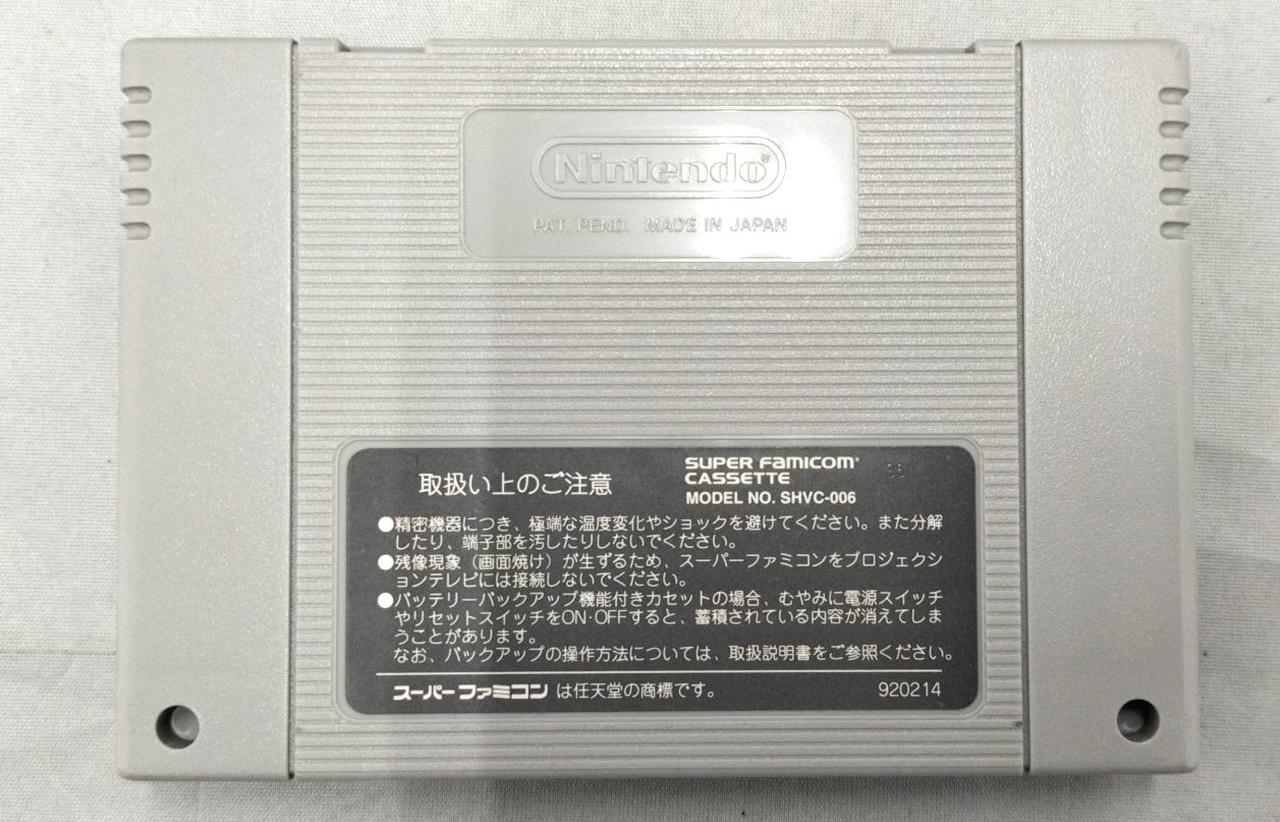 Nintendo®
PAT. PEND. MADE IN JAPAN
取扱い上のご注意
SUPER FAMICOM®
CASSETTE
MODEL NO. SHVC-006
●精密機器につき、極端な温度変化やショックを避けてください。また分解
したり、端子部を汚したりしないでください。
●残像現象（画面焼け）が生ずるため、スーパーファミコンをプロジェクシ
ョンテレビには接続しないでください。
●バッテリーバックアップ機能付きカセットの場合、むやみに電源スイッチ
やリセットスイッチをON·OFFすると、蓄積されている内容が消えてしま
うことがあります。
なお、バックアップの操作方法については、取扱説明書をご参照ください。
スーパーファミコン は任天堂の商標です。
920214